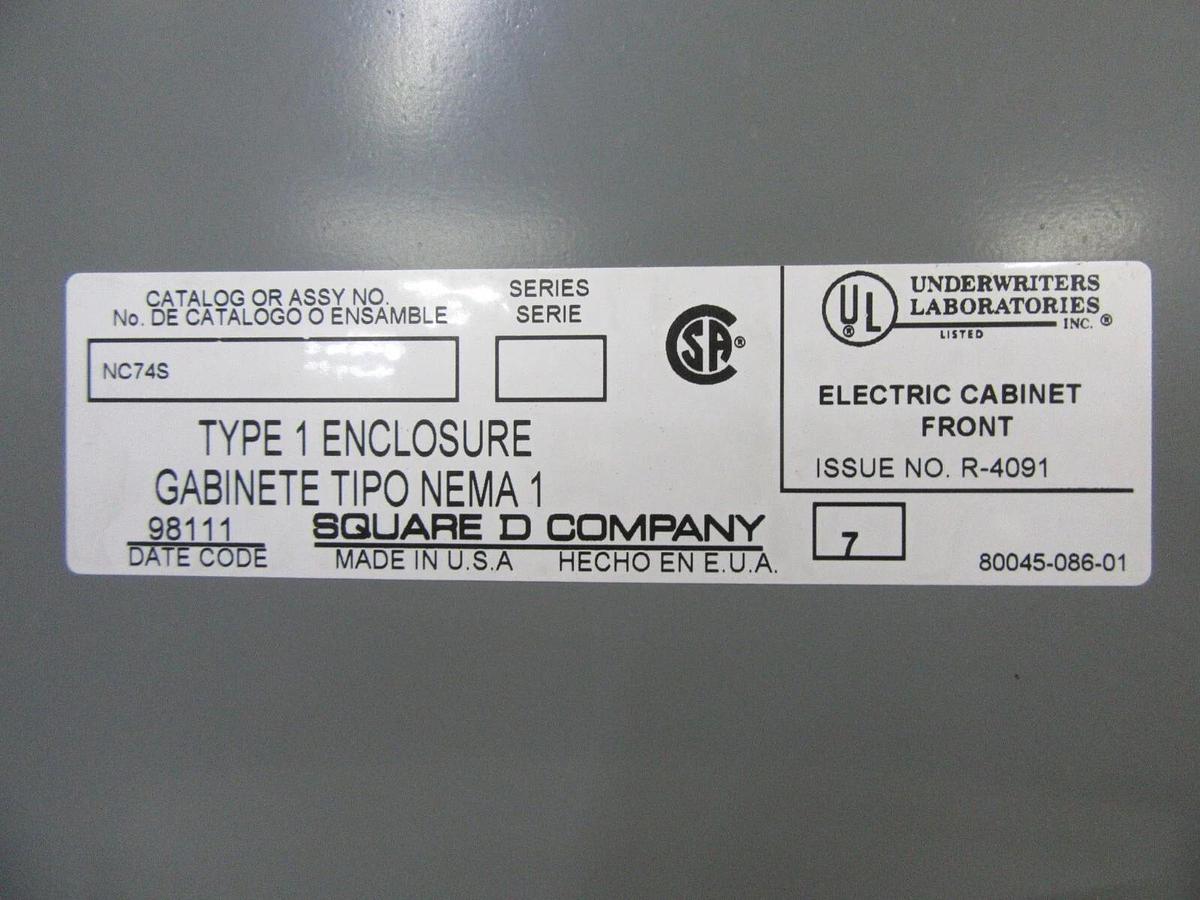 CATALOG OR ASSY NO.
No. DE CATALOGO O ENSAMBLE
NC74S
SERIES
SERIE
TYPE 1 ENCLOSURE
GABINETE TIPO NEMA 1
98111
DATE CODE
SQUARE D COMPANY
MADE IN U.S.A HECHO EN E.U.A.
SA ®
UL ®
UNDERWRITERS
LABORATORIES
INC. ®
LISTED
ELECTRIC CABINET
FRONT
ISSUE NO. R-4091
7
80045-086-01